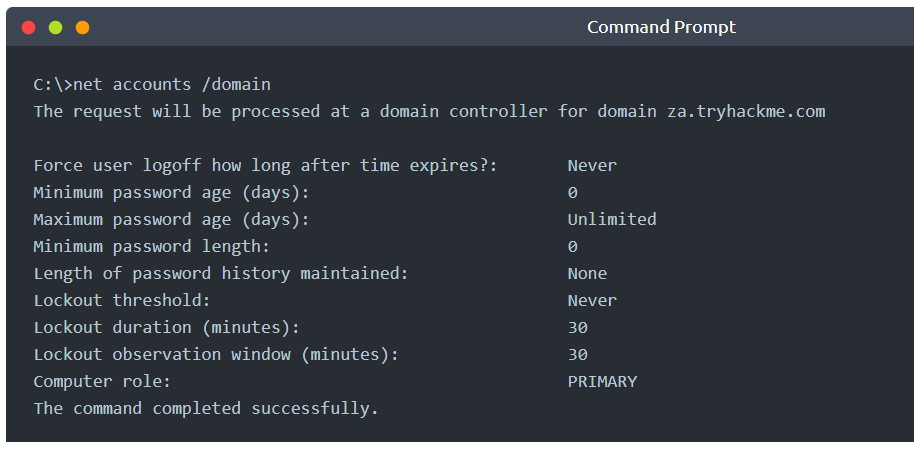 Command Prompt
C:\>net accounts /domain
The request will be processed at a domain controller for domain za.tryhackme.com
Force user logoff how long after time expires?: Never
Minimum password age (days): 0
Maximum password age (days): Unlimited
Minimum password length: 0
Length of password history maintained: None
Lockout threshold: Never
Lockout duration (minutes): 30
Lockout observation window (minutes): 30
Computer role: PRIMARY
The command completed successfully.